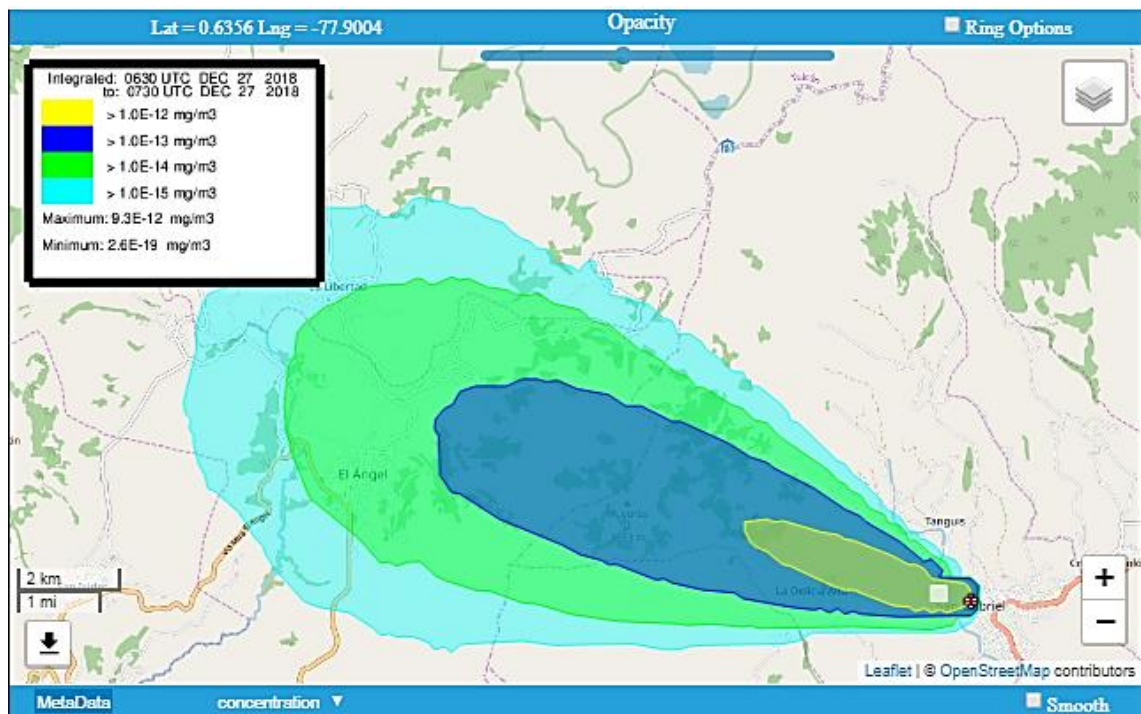 Lat = 0.6356 Lng = -77.9004
Opacity
Ring Options
Integrated: 0630 UTC DEC 27 2018
to: 0730 UTC DEC 27 2018
> 1.0E-12 mg/m3
> 1.0E-13 mg/m3
> 1.0E-14 mg/m3
> 1.0E-15 mg/m3
Maximum: 9.3E-12 mg/m3
Minimum: 2.6E-19 mg/m3
Libertad
El Ángel
Tanguis
2 km
1 mi
+
−
Leaflet | © OpenStreetMap contributors
MetaData
concentration ▼
Smooth